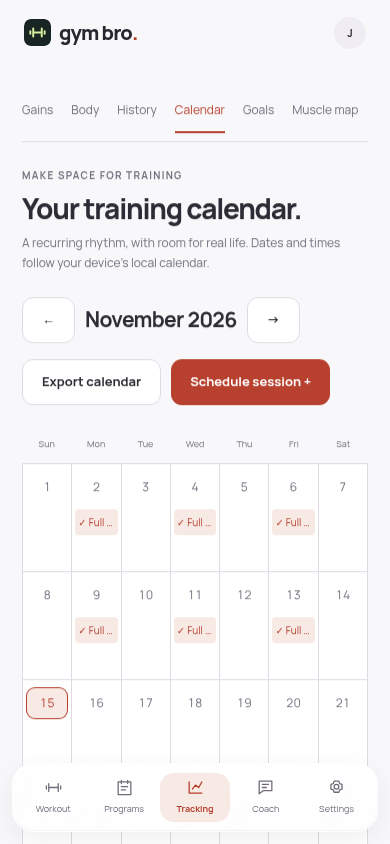 gym bro.
J
Gains Body History Calendar Goals Muscle map
MAKE SPACE FOR TRAINING
Your training calendar.
A recurring rhythm, with room for real life. Dates and times
follow your device's local calendar.
← November 2026 →
Export calendar Schedule session +
Sun Mon Tue Wed Thu Fri Sat
1 2 3 4 5 6 7
✓ Full ... ✓ Full ... ✓ Full ...
8 9 10 11 12 13 14
✓ Full ... ✓ Full ... ✓ Full ...
15 16 17 18 19 20 21
Workout Programs Tracking Coach Settings